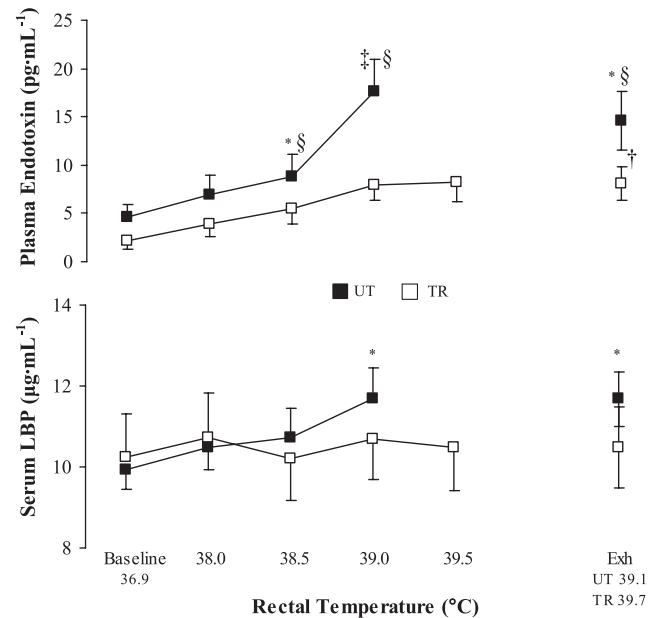 Plasma Endotoxin (pg·mL⁻¹)
25
20
15
10
5
0
* §
‡ §
* §
†
UT TR
Serum LBP (µg·mL⁻¹)
14
12
10
8
*
*
Baseline 38.0 38.5 39.0 39.5 Exh
36.9 UT 39.1
TR 39.7
Rectal Temperature (°C)